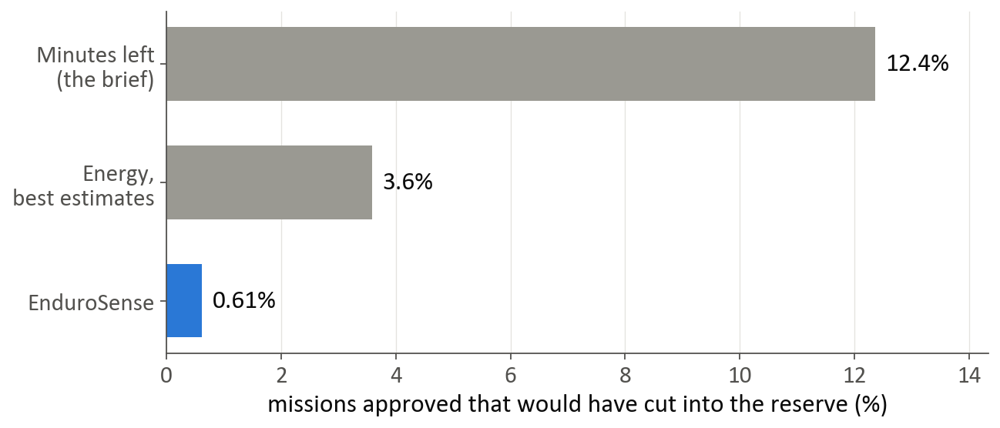 Minutes left
(the brief)
12.4%
Energy,
best estimates
3.6%
EnduroSense
0.61%
0 2 4 6 8 10 12 14
missions approved that would have cut into the reserve (%)